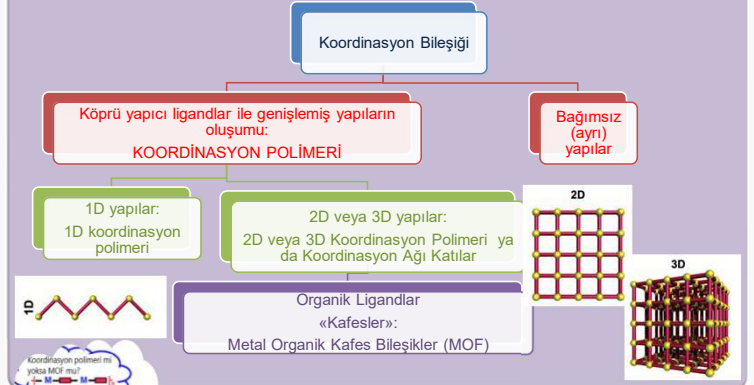 Koordinasyon Bileşiği
Köprü yapıcı ligandlar ile genişlemiş yapıların
oluşumu:
KOORDİNASYON POLİMERİ
Bağımsız
(ayrı)
yapılar
1D yapılar:
1D koordinasyon
polimeri
2D veya 3D yapılar:
2D veya 3D Koordinasyon Polimeri ya
da Koordinasyon Ağı Katılar
2D
3D
1D
Organik Ligandlar
«Kafesler»:
Metal Organik Kafes Bileşikler (MOF)
Koordinasyon polimeri mi
yoksa MOF mu?
M M